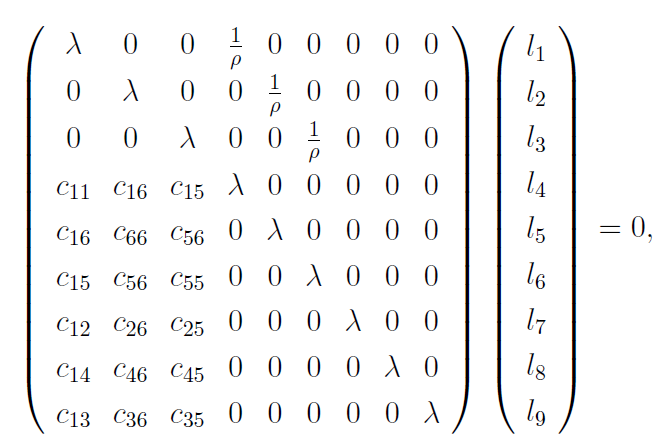 λ 0 0 1/ρ 0 0 0 0 0 l₁
0 λ 0 0 1/ρ 0 0 0 0 l₂
0 0 λ 0 0 1/ρ 0 0 0 l₃
c₁₁ c₁₆ c₁₅ λ 0 0 0 0 0 l₄
c₁₆ c₆₆ c₅₆ 0 λ 0 0 0 0 l₅ = 0,
c₁₅ c₅₆ c₅₅ 0 0 λ 0 0 0 l₆
c₁₂ c₂₆ c₂₅ 0 0 0 λ 0 0 l₇
c₁₄ c₄₆ c₄₅ 0 0 0 0 λ 0 l₈
c₁₃ c₃₆ c₃₅ 0 0 0 0 0 λ l₉